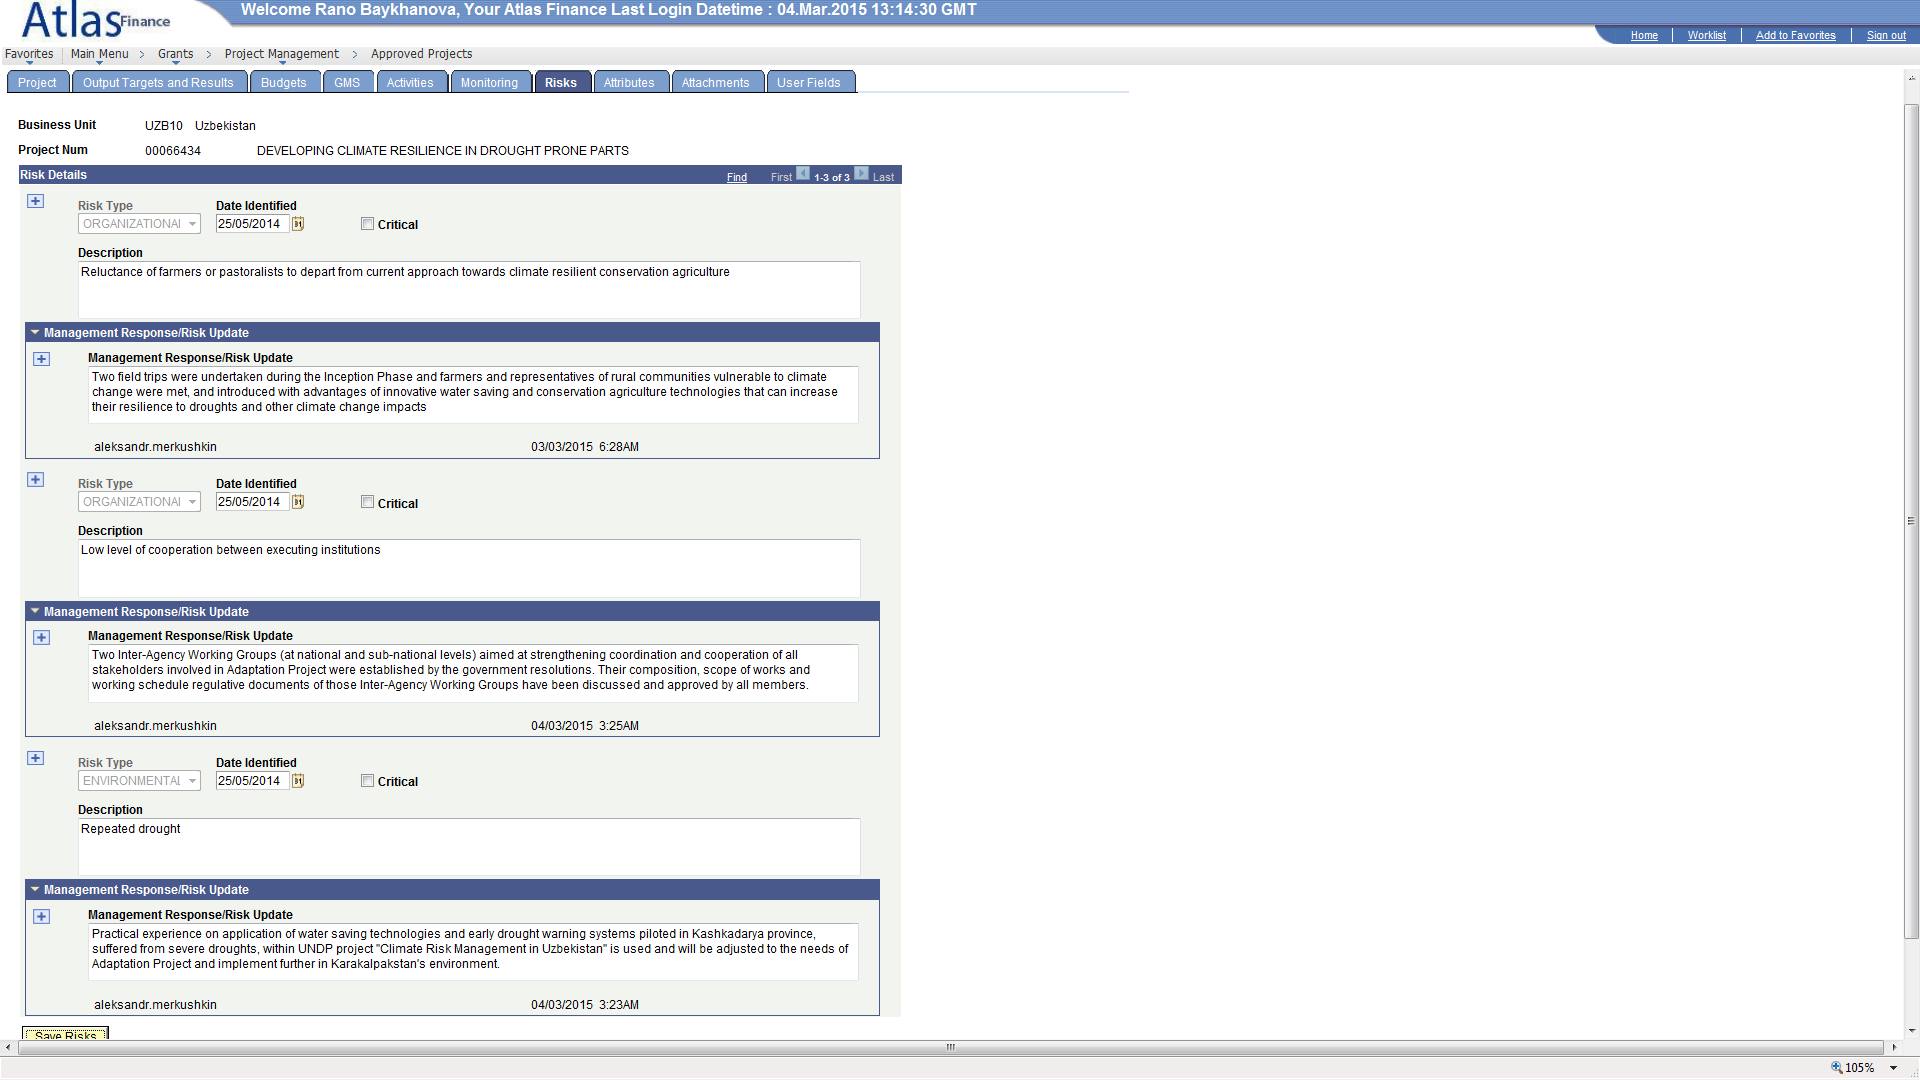 Atlas Finance
Welcome Rano Baykhanova, Your Atlas Finance Last Login Datetime : 04.Mar.2015 13:14:30 GMT
Home Worklist Add to Favorites Sign out
Favorites Main Menu > Grants > Project Management > Approved Projects
Project Output Targets and Results Budgets GMS Activities Monitoring Risks Attributes Attachments User Fields
Business Unit UZB10 Uzbekistan
Project Num 00066434 DEVELOPING CLIMATE RESILIENCE IN DROUGHT PRONE PARTS
Risk Details Find First 1-3 of 3 Last
Risk Type Date Identified
ORGANIZATIONAL 25/05/2014 31 Critical
Description
Reluctance of farmers or pastoralists to depart from current approach towards climate resilient conservation agriculture
Management Response/Risk Update
Management Response/Risk Update
Two field trips were undertaken during the Inception Phase and farmers and representatives of rural communities vulnerable to climate
change were met, and introduced with advantages of innovative water saving and conservation agriculture technologies that can increase
their resilience to droughts and other climate change impacts
aleksandr.merkushkin 03/03/2015 6:28AM
Risk Type Date Identified
ORGANIZATIONAL 25/05/2014 31 Critical
Description
Low level of cooperation between executing institutions
Management Response/Risk Update
Management Response/Risk Update
Two Inter-Agency Working Groups (at national and sub-national levels) aimed at strengthening coordination and cooperation of all
stakeholders involved in Adaptation Project were established by the government resolutions. Their composition, scope of works and
working schedule regulative documents of those Inter-Agency Working Groups have been discussed and approved by all members.
aleksandr.merkushkin 04/03/2015 3:25AM
Risk Type Date Identified
ENVIRONMENTAL 25/05/2014 31 Critical
Description
Repeated drought
Management Response/Risk Update
Management Response/Risk Update
Practical experience on application of water saving technologies and early drought warning systems piloted in Kashkadarya province,
suffered from severe droughts, within UNDP project "Climate Risk Management in Uzbekistan" is used and will be adjusted to the needs of
Adaptation Project and implement further in Karakalpakstan's environment.
aleksandr.merkushkin 04/03/2015 3:23AM
Save Risks
105%